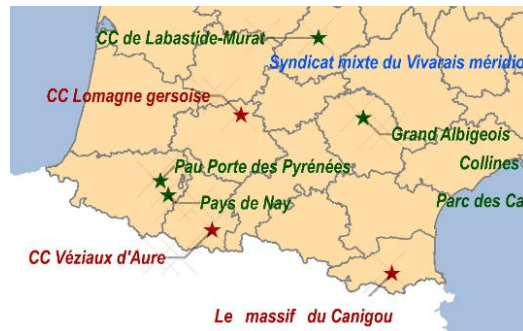 CC de Labastide-Murat
Syndicat mixte du Vivarais méridio
CC Lomagne gersoise
Grand Albigeois
Pau Porte des Pyrénées
Collines
Pays de Nay
Parc des Ca
CC Véziaux d'Aure
Le massif du Canigou